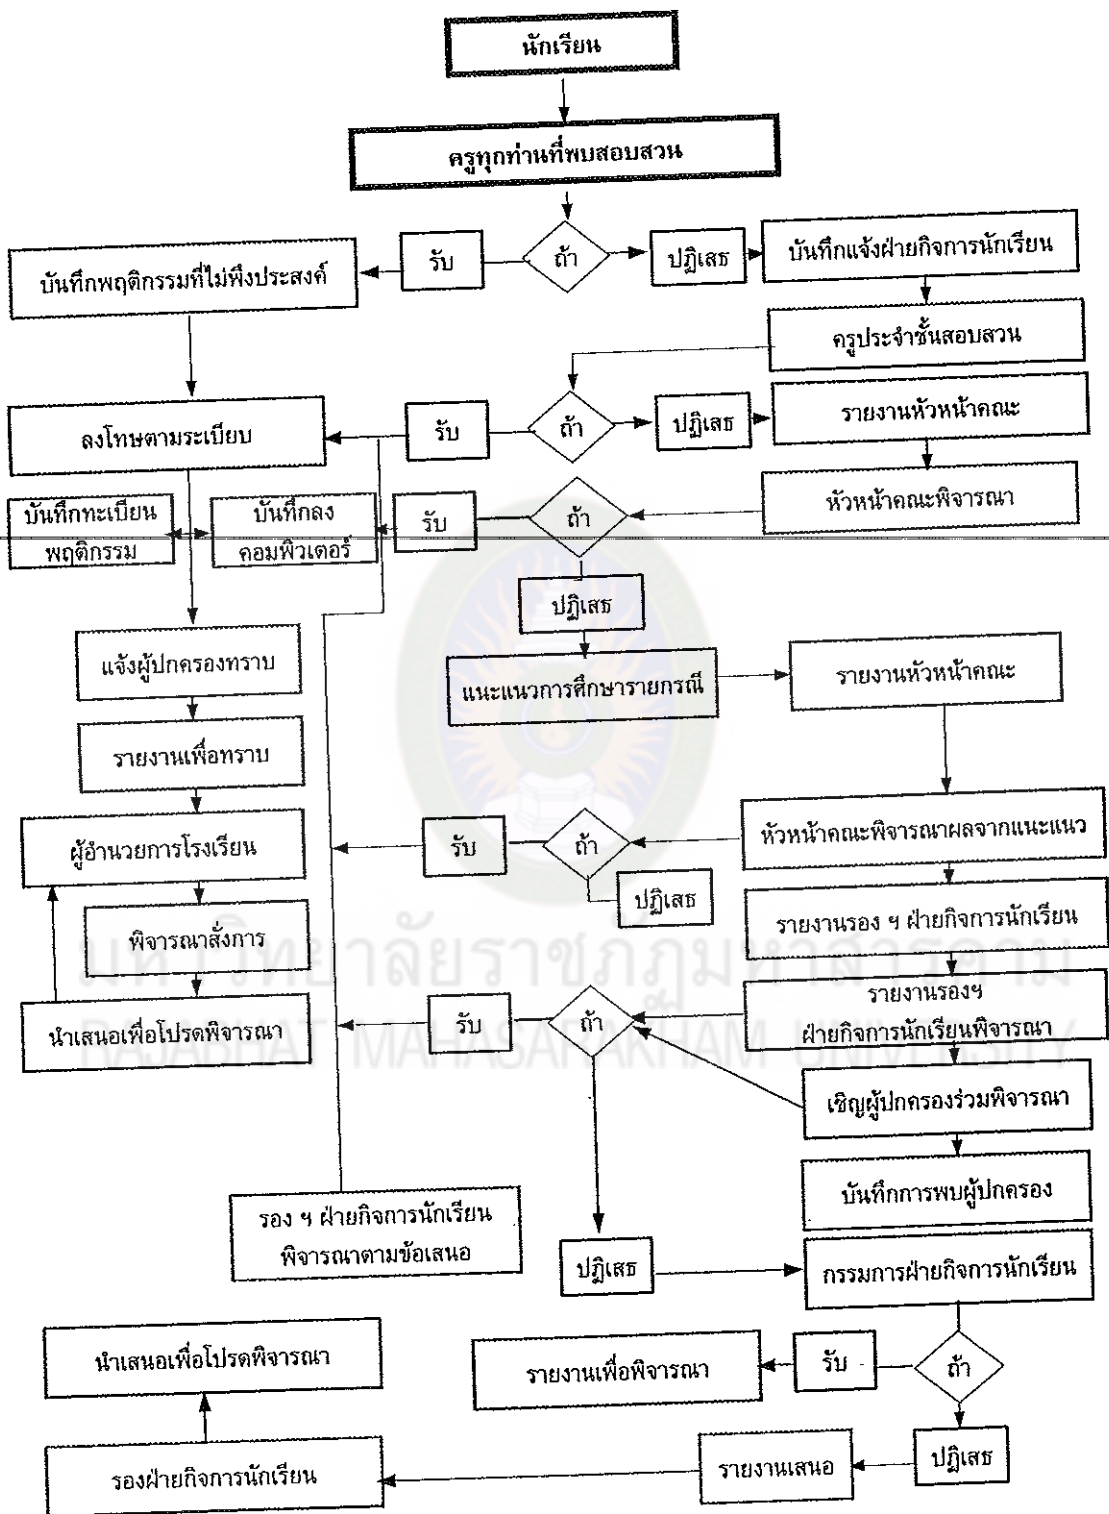 นักเรียน
ครูทุกท่านที่พบสอบสวน
บันทึกพฤติกรรมที่ไม่พึงประสงค์
รับ
ถ้า
ปฏิเสธ
บันทึกแจ้งฝ่ายกิจการนักเรียน
ครูประจำชั้นสอบสวน
ลงโทษตามระเบียบ
รับ
ถ้า
ปฏิเสธ
รายงานหัวหน้าคณะ
บันทึกทะเบียน
พฤติกรรม
บันทึกลง
คอมพิวเตอร์
รับ
ถ้า
หัวหน้าคณะพิจารณา
ปฏิเสธ
แจ้งผู้ปกครองทราบ
แนะแนวการศึกษารายกรณี
รายงานหัวหน้าคณะ
รายงานเพื่อทราบ
ผู้อำนวยการโรงเรียน
รับ
ถ้า
หัวหน้าคณะพิจารณาผลจากแนะแนว
ปฏิเสธ
พิจารณาสั่งการ
รายงานรอง ฯ ฝ่ายกิจการนักเรียน
มหาวิทยาลัยราชภัฏมหาสารคาม
นำเสนอเพื่อโปรดพิจารณา
รับ
ถ้า
รายงานรองฯ
ฝ่ายกิจการนักเรียนพิจารณา
RAJABHAT MAHASARAKHAM UNIVERSITY
เชิญผู้ปกครองร่วมพิจารณา
บันทึกการพบผู้ปกครอง
รอง ฯ ฝ่ายกิจการนักเรียน
พิจารณาตามข้อเสนอ
ปฏิเสธ
กรรมการฝ่ายกิจการนักเรียน
นำเสนอเพื่อโปรดพิจารณา
รายงานเพื่อพิจารณา
รับ
ถ้า
รองฝ่ายกิจการนักเรียน
รายงานเสนอ
ปฏิเสธ